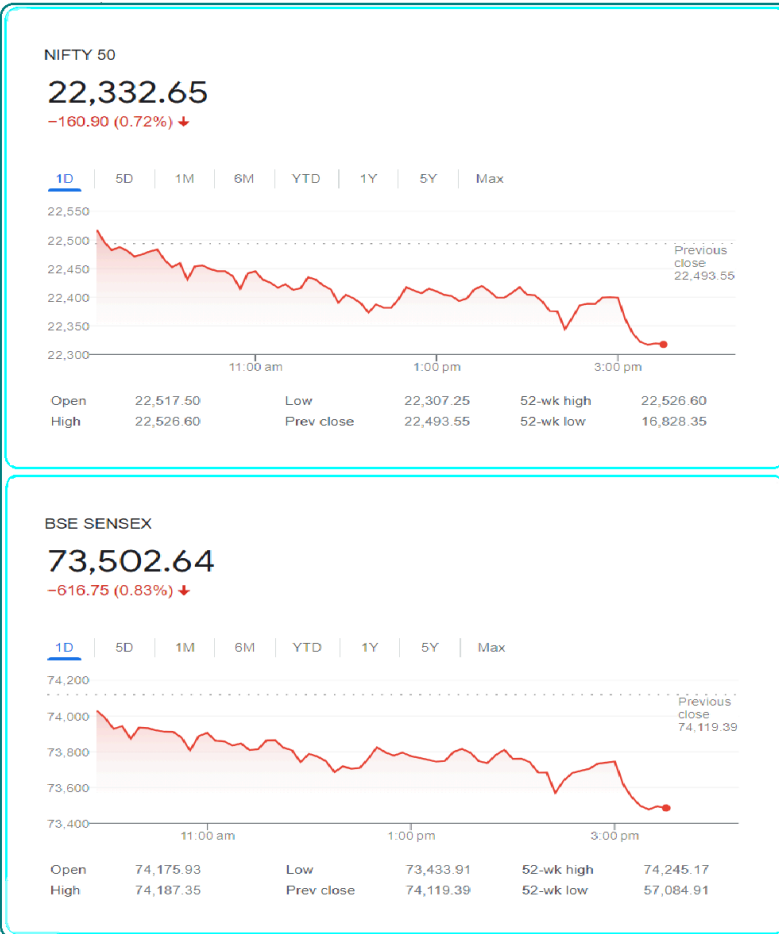 NIFTY 50
22,332.65
−160.90 (0.72%) ↓
1D 5D 1M 6M YTD 1Y 5Y Max
22,550
22,500
22,450
22,400
22,350
22,300
Previous
close
22,493.55
11:00 am 1:00 pm 3:00 pm
Open 22,517.50 Low 22,307.25 52-wk high 22,526.60
High 22,526.60 Prev close 22,493.55 52-wk low 16,828.35
BSE SENSEX
73,502.64
−616.75 (0.83%) ↓
1D 5D 1M 6M YTD 1Y 5Y Max
74,200
74,000
73,800
73,600
73,400
Previous
close
74,119.39
11:00 am 1:00 pm 3:00 pm
Open 74,175.93 Low 73,433.91 52-wk high 74,245.17
High 74,187.35 Prev close 74,119.39 52-wk low 57,084.91